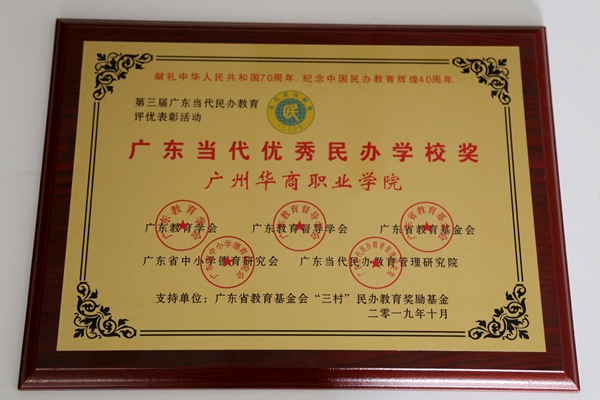 献礼中华人民共和国70周年 纪念中国民办教育辉煌40周年
第三届广东当代民办教育
评优表彰活动
民
广东当代优秀民办学校奖
广州华商职业学院
广东教育学会 广东教育督导学会 广东省教育基金会
广东省中小学德育研究会 广东当代民办教育管理研究院
支持单位：广东省教育基金会“三村”民办教育奖励基金
二零一九年十月